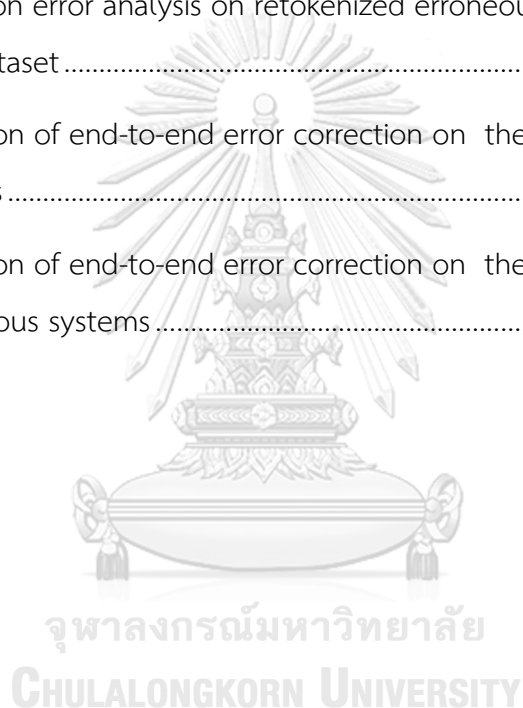 on error analysis on retokenized erroneou
taset ........................................................................
on of end-to-end error correction on the
s ................................................................................
on of end-to-end error correction on the
ous systems ........................................................
จุฬาลงกรณ์มหาวิทยาลัย
CHULALONGKORN UNIVERSITY